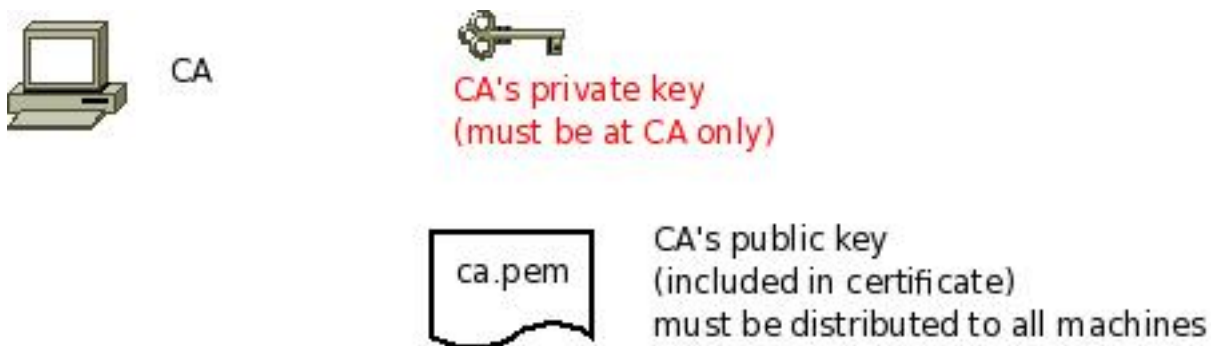 CA
CA's private key
(must be at CA only)
ca.pem
CA's public key
(included in certificate)
must be distributed to all machines